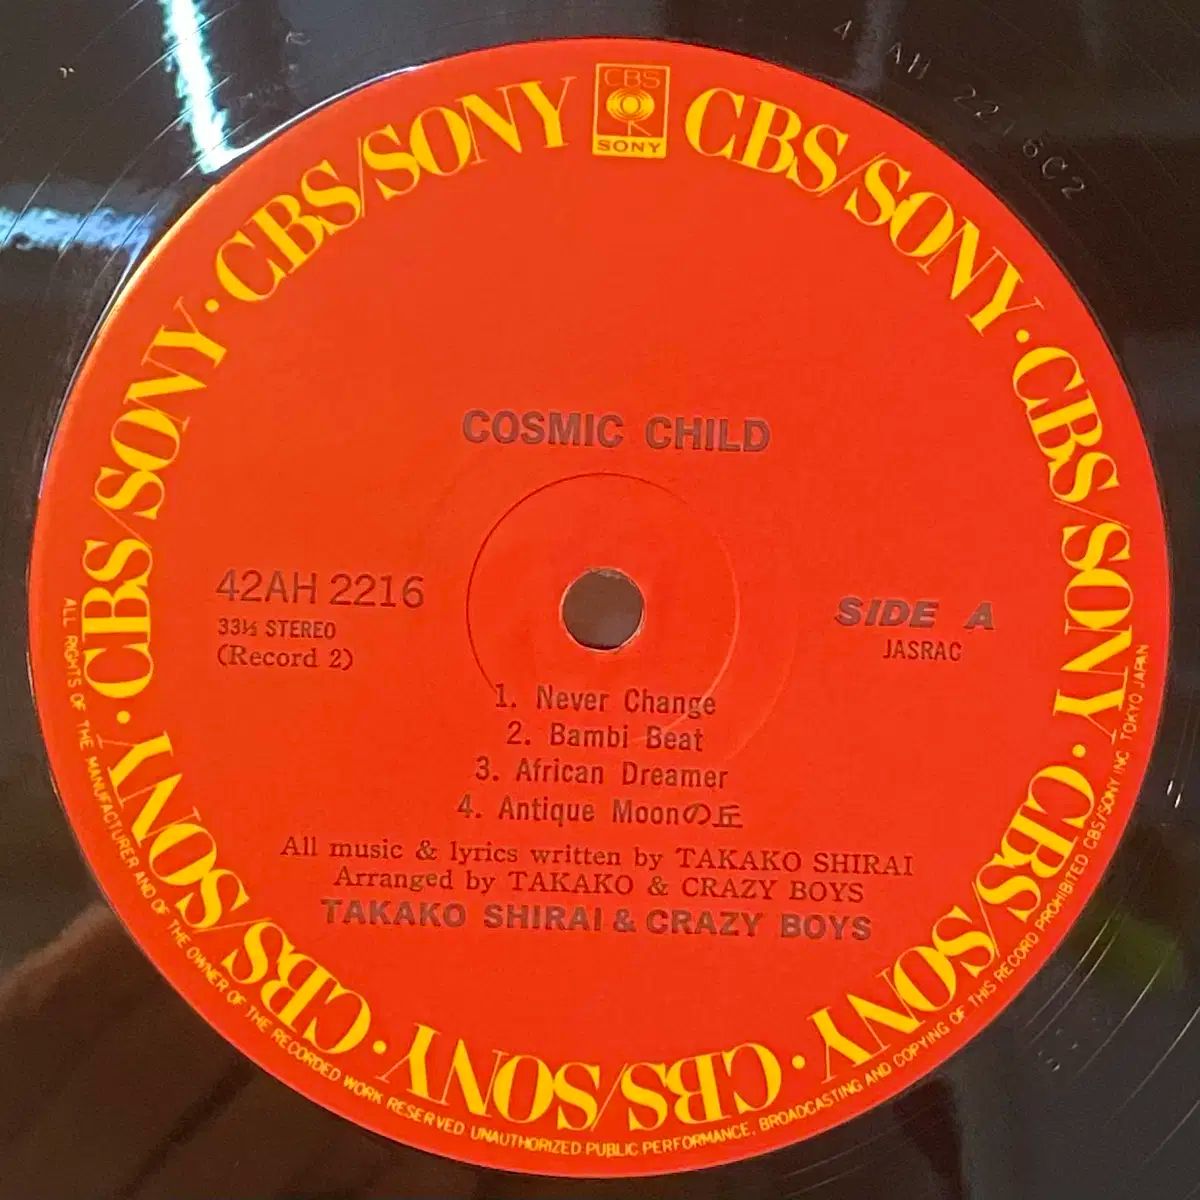 CBS
SONY
CBS/SONY · CBS/SONY · CBS/SONY · CBS/SONY · CBS/SONY · CBS/SONY · CBS/SONY
COSMIC CHILD
42AH 2216
33⅓ STEREO
(Record 2)
SIDE A
JASRAC
1. Never Change
2. Bambi Beat
3. African Dreamer
4. Antique Moonの丘
All music & lyrics written by TAKAKO SHIRAI
Arranged by TAKAKO & CRAZY BOYS
TAKAKO SHIRAI & CRAZY BOYS
ALL RIGHTS OF THE MANUFACTURER AND OF THE OWNER OF THE RECORDED WORK RESERVED UNAUTHORIZED PUBLIC PERFORMANCE, BROADCASTING AND COPYING OF THIS RECORD PROHIBITED CBS/SONY INC. TOKYO JAPAN